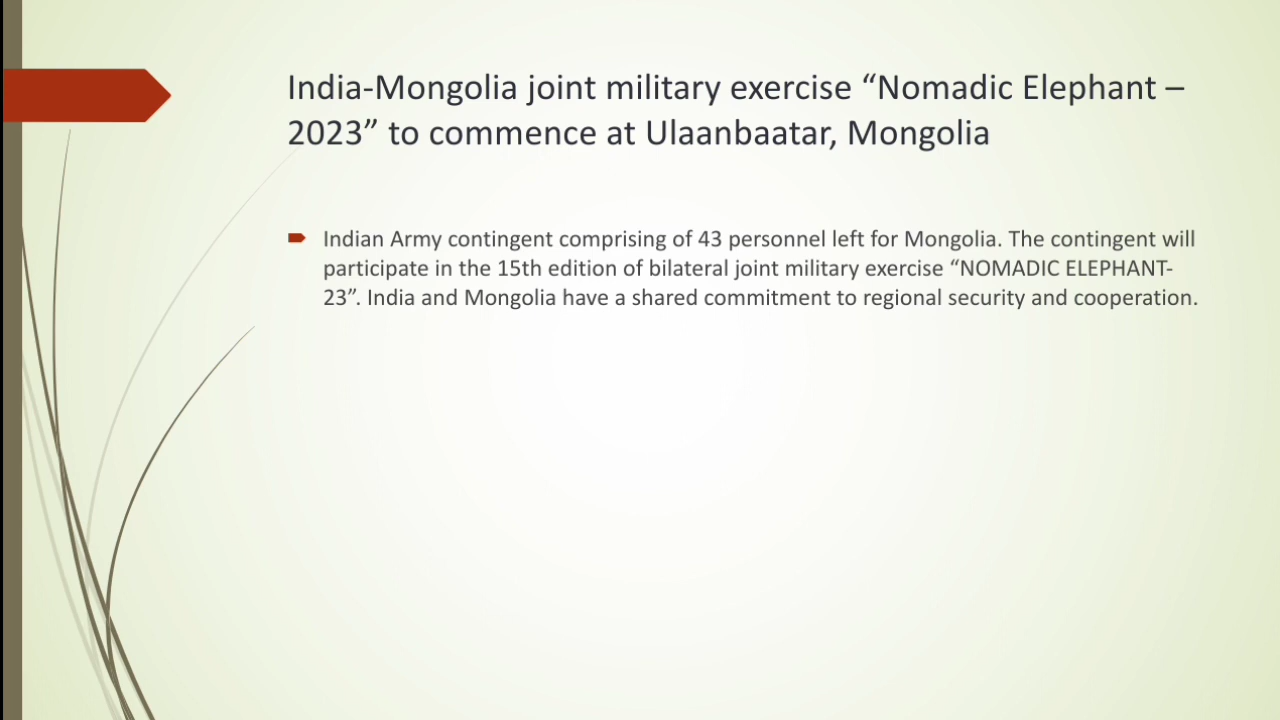 India-Mongolia joint military exercise “Nomadic Elephant –
2023” to commence at Ulaanbaatar, Mongolia
Indian Army contingent comprising of 43 personnel left for Mongolia. The contingent will
participate in the 15th edition of bilateral joint military exercise “NOMADIC ELEPHANT-
23”. India and Mongolia have a shared commitment to regional security and cooperation.